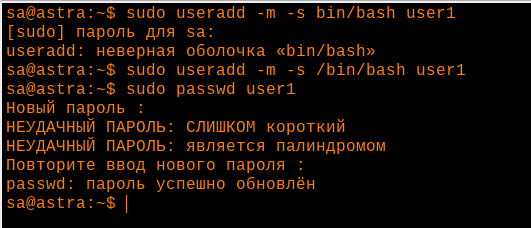 sa@astra:~$ sudo useradd -m -s bin/bash user1
[sudo] пароль для sa:
useradd: неверная оболочка «bin/bash»
sa@astra:~$ sudo useradd -m -s /bin/bash user1
sa@astra:~$ sudo passwd user1
Новый пароль :
НЕУДАЧНЫЙ ПАРОЛЬ: СЛИШКОМ короткий
НЕУДАЧНЫЙ ПАРОЛЬ: является палиндромом
Повторите ввод нового пароля :
passwd: пароль успешно обновлён
sa@astra:~$